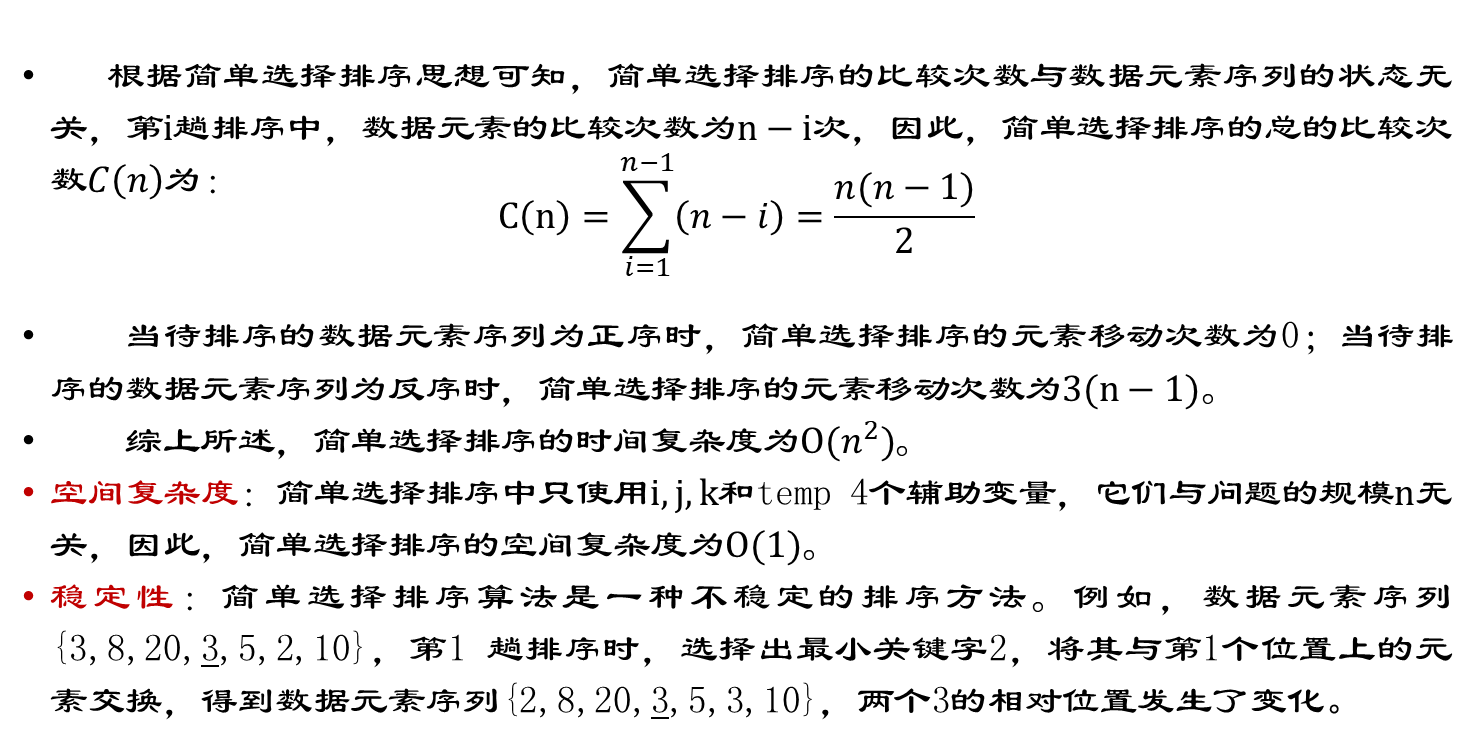 • 根据简单选择排序思想可知，简单选择排序的比较次数与数据元素序列的状态无
关，第i趟排序中，数据元素的比较次数为n − i次，因此，简单选择排序的总的比较次
数C(n)为：
C(n) = ∑_{i=1}^{n−1}(n − i) = n(n − 1)/2
• 当待排序的数据元素序列为正序时，简单选择排序的元素移动次数为0；当待排
序的数据元素序列为反序时，简单选择排序的元素移动次数为3(n − 1)。
• 综上所述，简单选择排序的时间复杂度为O(n²)。
• 空间复杂度：简单选择排序中只使用i, j, k和temp 4个辅助变量，它们与问题的规模n无
关，因此，简单选择排序的空间复杂度为O(1)。
• 稳定性：简单选择排序算法是一种不稳定的排序方法。例如，数据元素序列
{3,8,20,3,5,2,10}，第1 趟排序时，选择出最小关键字2，将其与第1个位置上的元
素交换，得到数据元素序列{2,8,20,3,5,3,10}，两个3的相对位置发生了变化。